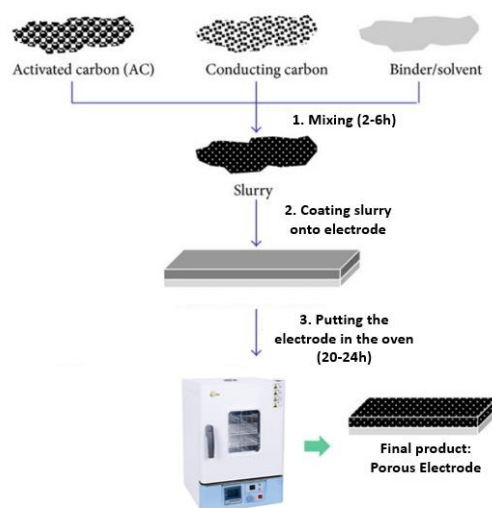 Activated carbon (AC)
Conducting carbon
Binder/solvent
1. Mixing (2-6h)
Slurry
2. Coating slurry
onto electrode
3. Putting the
electrode in the oven
(20-24h)
Final product:
Porous Electrode